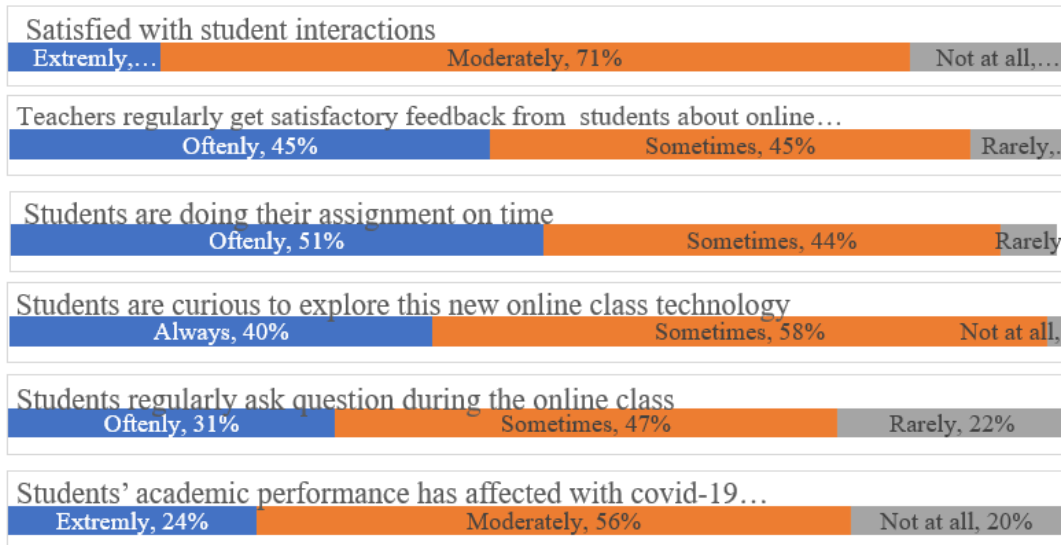 Satisfied with student interactions
Extremly,... Moderately, 71% Not at all,...
Teachers regularly get satisfactory feedback from students about online...
Oftenly, 45% Sometimes, 45% Rarely,..
Students are doing their assignment on time
Oftenly, 51% Sometimes, 44% Rarely
Students are curious to explore this new online class technology
Always, 40% Sometimes, 58% Not at all,
Students regularly ask question during the online class
Oftenly, 31% Sometimes, 47% Rarely, 22%
Students’ academic performance has affected with covid-19...
Extremly, 24% Moderately, 56% Not at all, 20%